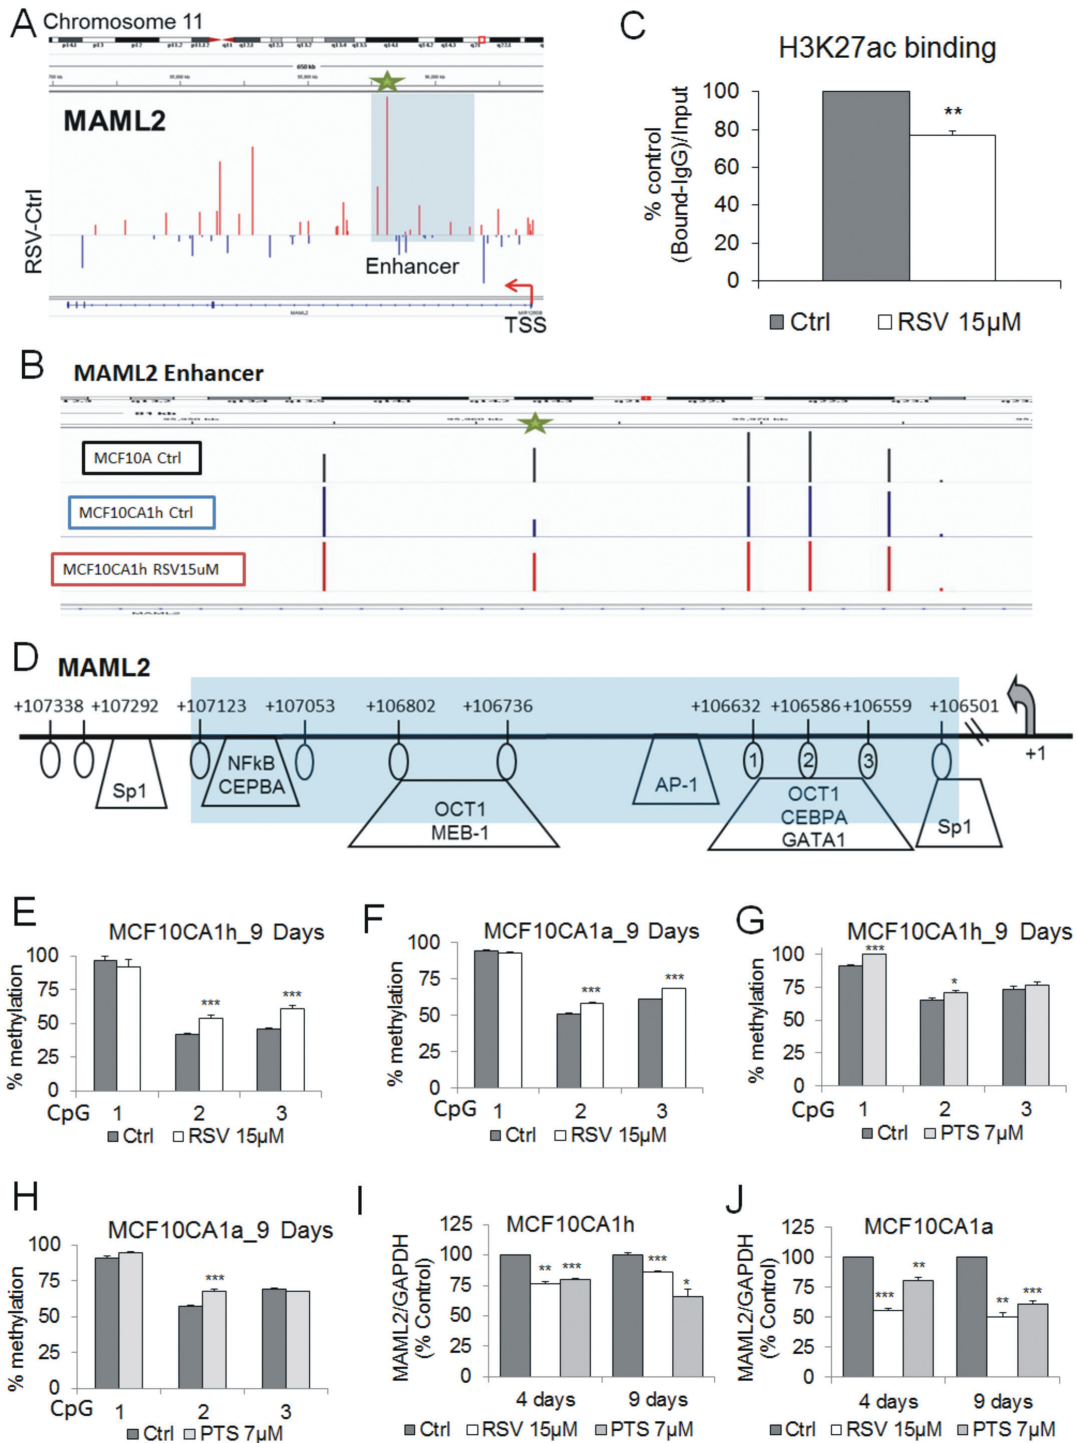 A
Chromosome 11
650 kb
MAML2
RSV-Ctrl
Enhancer
MAML2
TSS
B
MAML2 Enhancer
MCF10A Ctrl
MCF10CA1h Ctrl
MCF10CA1h RSV15uM
C
H3K27ac binding
% control
(Bound-IgG)/Input
100
80
60
40
20
0
**
Ctrl RSV 15µM
D
MAML2
+107338 +107292 +107123 +107053 +106802 +106736 +106632 +106586 +106559 +106501
+1
1 2 3
Sp1
NFkB
CEPBA
OCT1
MEB-1
AP-1
OCT1
CEBPA
GATA1
Sp1
E
MCF10CA1h_9 Days
% methylation
100
75
50
25
0
*** ***
CpG 1 2 3
Ctrl RSV 15µM
F
MCF10CA1a_9 Days
% methylation
100
75
50
25
0
*** ***
CpG 1 2 3
Ctrl RSV 15µM
G
MCF10CA1h_9 Days
% methylation
100
75
50
25
0
*** *
CpG 1 2 3
Ctrl PTS 7µM
H
MCF10CA1a_9 Days
% methylation
100
75
50
25
0
***
CpG 1 2 3
Ctrl PTS 7µM
I
MCF10CA1h
MAML2/GAPDH
(% Control)
125
100
75
50
25
0
** *** *** *
4 days 9 days
Ctrl RSV 15µM PTS 7µM
J
MCF10CA1a
MAML2/GAPDH
(% Control)
125
100
75
50
25
0
*** ** ** ***
4 days 9 days
Ctrl RSV 15µM PTS 7µM